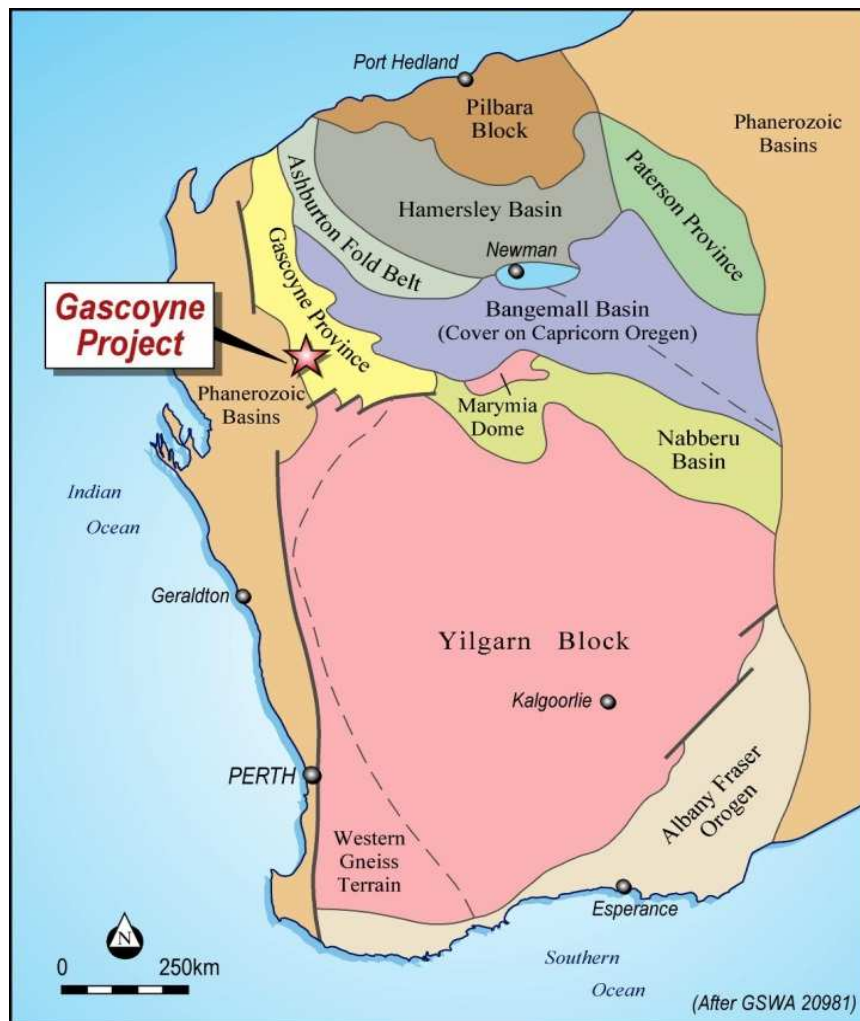 Port Hedland
Pilbara
Block
Phanerozoic
Basins
Ashburton Fold Belt
Hamersley Basin
Paterson Province
Gascoyne Province
Newman
Bangemall Basin
(Cover on Capricorn Oregen)
Gascoyne
Project
Phanerozoic
Basins
Marymia
Dome
Nabberu
Basin
Indian
Ocean
Geraldton
Yilgarn Block
Kalgoorlie
PERTH
Albany Fraser
Orogen
Western
Gneiss
Terrain
Esperance
N
0 250km
Southern
Ocean
(After GSWA 20981)